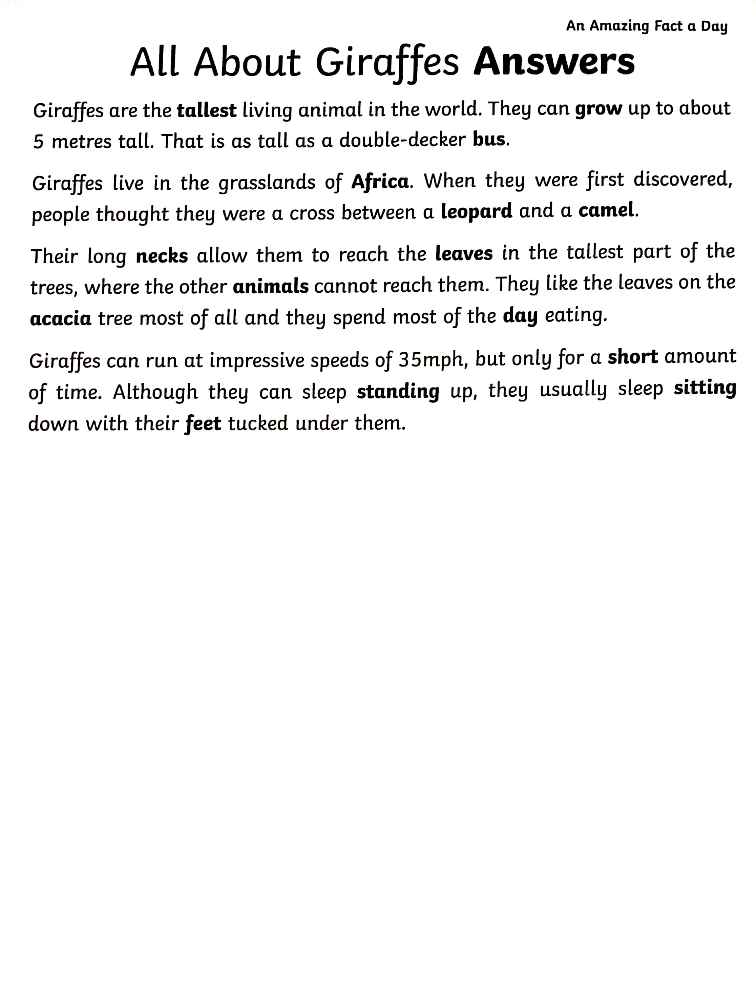 An Amazing Fact a Day
All About Giraffes Answers
Giraffes are the tallest living animal in the world. They can grow up to about
5 metres tall. That is as tall as a double-decker bus.
Giraffes live in the grasslands of Africa. When they were first discovered,
people thought they were a cross between a leopard and a camel.
Their long necks allow them to reach the leaves in the tallest part of the
trees, where the other animals cannot reach them. They like the leaves on the
acacia tree most of all and they spend most of the day eating.
Giraffes can run at impressive speeds of 35mph, but only for a short amount
of time. Although they can sleep standing up, they usually sleep sitting
down with their feet tucked under them.